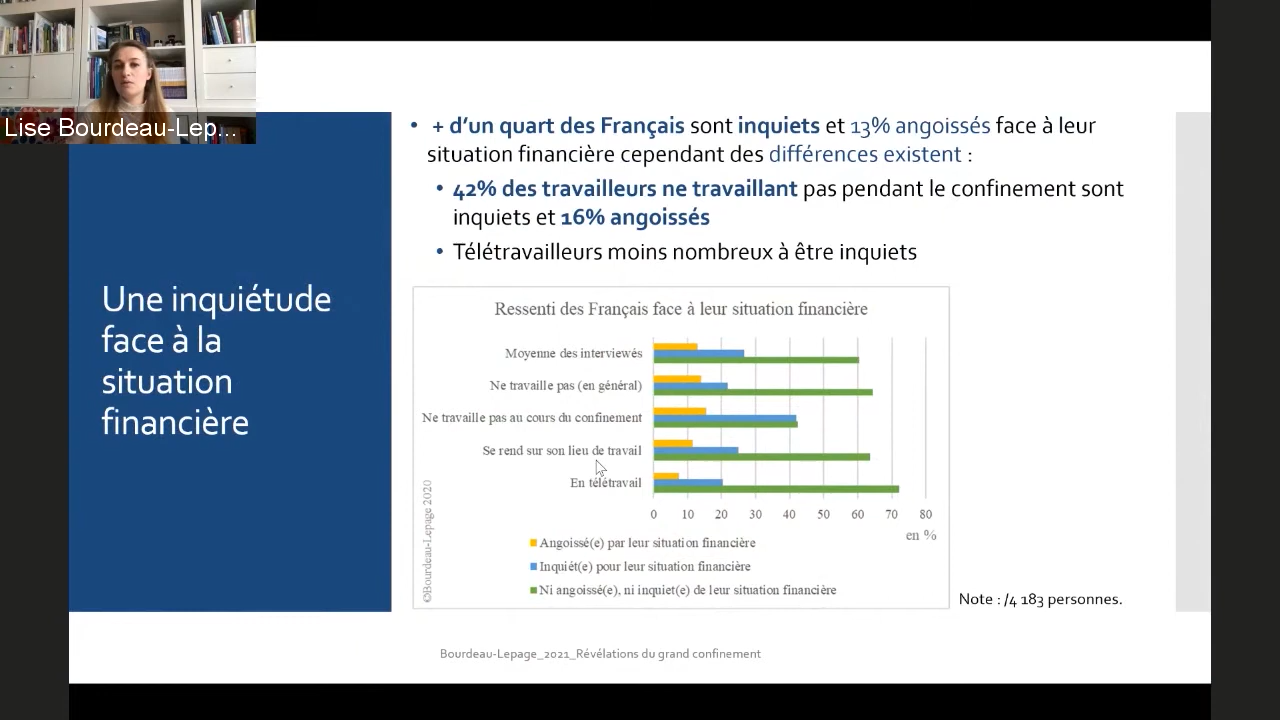 Lise Bourdeau-Lep...
Une inquiétude
face à la
situation
financière
• + d'un quart des Français sont inquiets et 13% angoissés face à leur
situation financière cependant des différences existent :
• 42% des travailleurs ne travaillant pas pendant le confinement sont
inquiets et 16% angoissés
• Télétravailleurs moins nombreux à être inquiets
Ressenti des Français face à leur situation financière
Moyenne des interviewés
Ne travaille pas (en général)
Ne travaille pas au cours du confinement
Se rend sur son lieu de travail
En télétravail
0 10 20 30 40 50 60 70 80
en %
Angoissé(e) par leur situation financière
Inquiét(e) pour leur situation financière
Ni angoissé(e), ni inquiet(e) de leur situation financière
©Bourdeau-Lepage 2020
Note : /4 183 personnes.
Bourdeau-Lepage_2021_Révélations du grand confinement